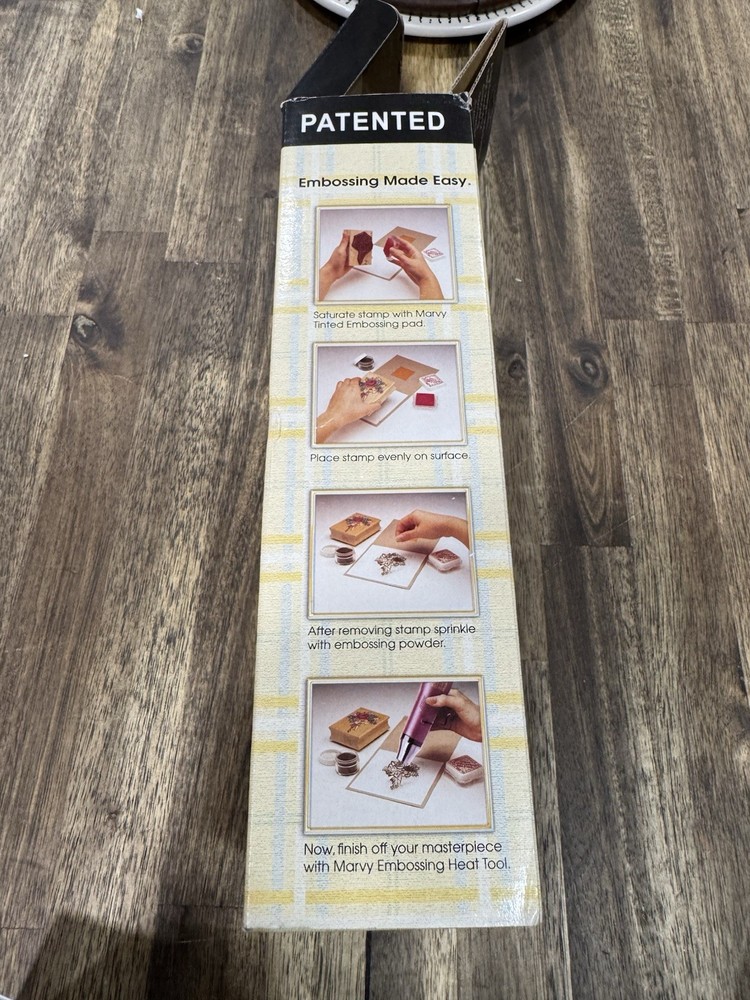 PATENTED
Embossing Made Easy.
Saturate stamp with Marvy
Tinted Embossing pad.
Place stamp evenly on surface.
After removing stamp sprinkle
with embossing powder.
Now, finish off your masterpiece
with Marvy Embossing Heat Tool.